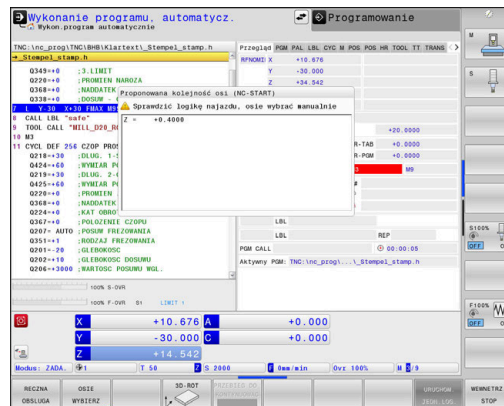 Wykonanie programu, automatycz.
Wykon.program automatycznie
Programowanie
TNC:\nc_prog\TNC\BHB\Klartext\_Stempel_stamp.h
→_Stempel_stamp.h
Przegląd PGM PAL LBL CYC M POS POS HR TOOL TT TRANS
Q349=+0 ;3.LIMIT
Q220=+0 ;PROMIEN NAROZA
Q368=+0 ;NADDATEK
Q338=+0 ;DOSUW -
7 L Y-30 X+30 FMAX M9
8 CALL LBL "safe"
9 TOOL CALL "MILL_D20_RO
10 M3
11 CYCL DEF 256 CZOP PROS
Q218=+30 ;DLUG. 1-
Q424=+60 ;WYMIAR PO
Q219=+30 ;DLUG. 2-
Q425=+60 ;WYMIAR PO
Q220=+0 ;PROMIEN
Q368=+0 ;NADDATEK
Q224=+0 ;KAT OBRO
Q367=+0 ;POLOZENIE CZOPU
Q207= AUTO ;POSUW FREZOWANIA
Q351=+1 ;RODZAJ FREZOWANIA
Q201=-20 ;GLEBOKOSC
Q202=+10 ;GLEBOKOSC DOSUWU
Q206=+3000 ;WARTOSC POSUWU WGL.
RFNOMI X +10.676
Y -30.000
Z +34.542
Proponowana kolejność osi (NC-START)
Sprawdzić logikę najazdu, osie wybrać manualnie
Z = +0.4000
+20.0000
R-TAB +0.0000
R-PGM +0.0000
M9
LBL
LBL REP
PGM CALL 00:00:05
Aktywny PGM: TNC:\nc_prog\...\_Stempel_stamp.h
100% S-OVR
100% F-OVR S1 LIMIT 1
X +10.676 A +0.000
Y -30.000 C +0.000
Z +14.542
Modus: ZADA. 1 T 50 Z S 2000 F 0mm/min Ovr 100% M 5/9
M
S
S100%
OFF
F100%
OFF
RECZNA OBSLUGA
OSIE WYBIERZ
3D-ROT
WEWNETRZ STOP